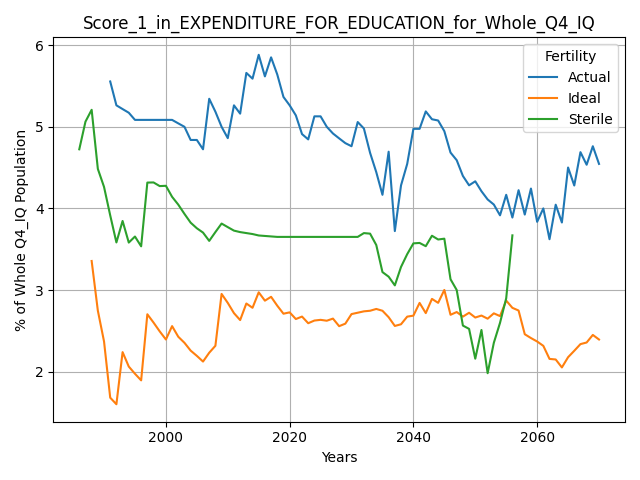 Score_1_in_EXPENDITURE_FOR_EDUCATION_for_Whole_Q4_IQ
Fertility
Actual
Ideal
Sterile
% of Whole Q4_IQ Population
6
5
4
3
2
2000 2020 2040 2060
Years